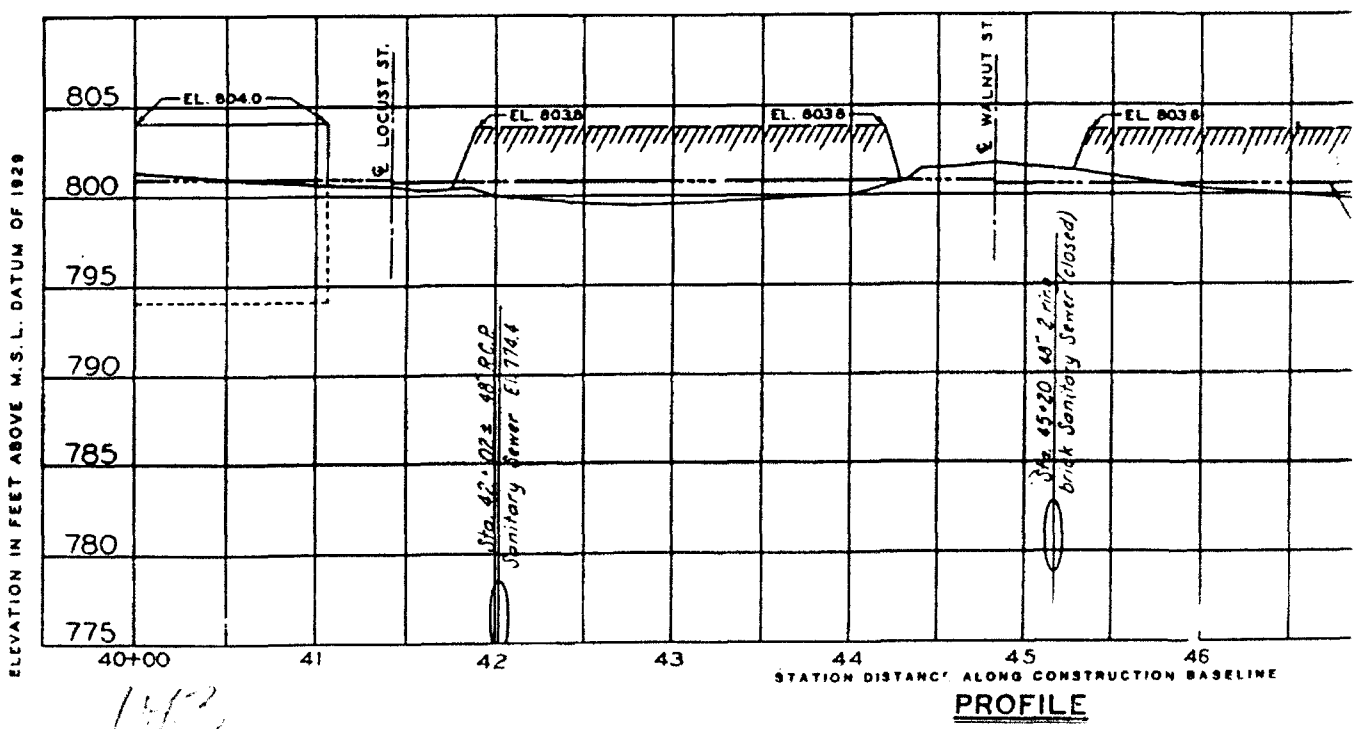 ELEVATION IN FEET ABOVE M.S.L. DATUM OF 1929
805
800
795
790
785
780
775
EL. 804.0
℄ LOCUST ST.
EL. 803.8
EL. 803.8
℄ WALNUT ST.
EL. 803.8
Sta. 42+02± 48" R.C.P.
Sanitary Sewer El. 774.4
Sta. 45+20 48" 2 ring
brick Sanitary Sewer (closed)
40+00 41 42 43 44 45 46
STATION DISTANCE ALONG CONSTRUCTION BASELINE
PROFILE